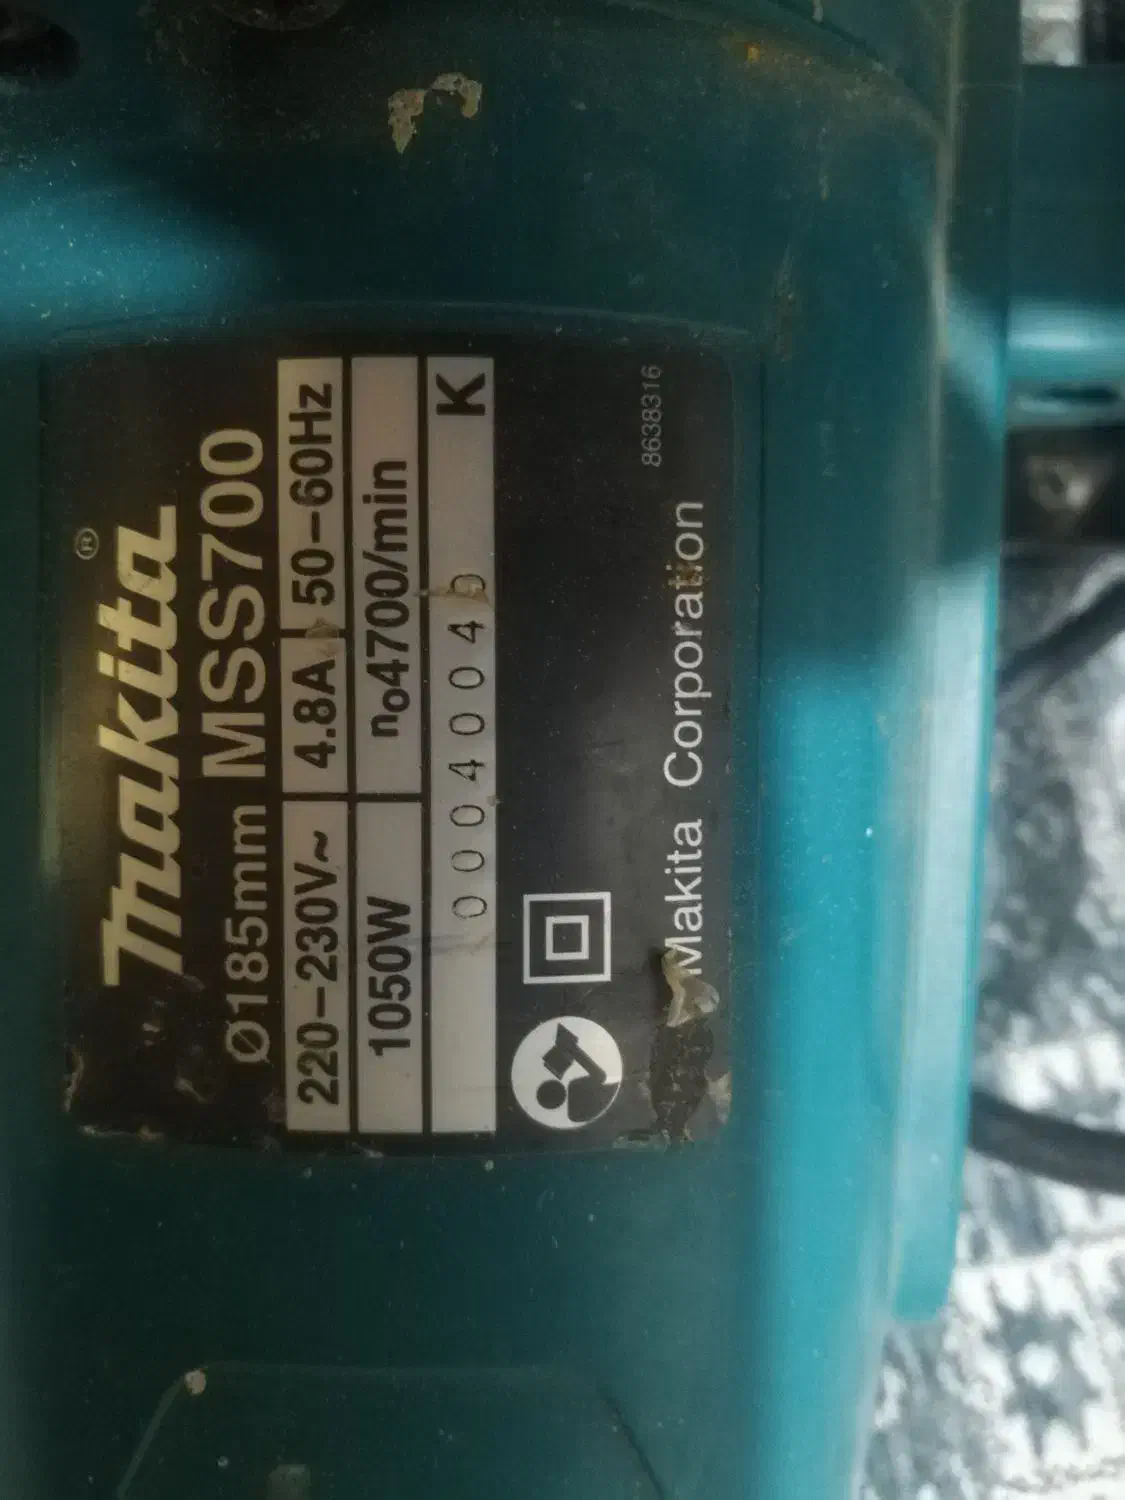 makita®
Ø185mm MSS700
220-230V~ 4.8A 50-60Hz
1050W n₀4700/min
K
Makita Corporation
8638316